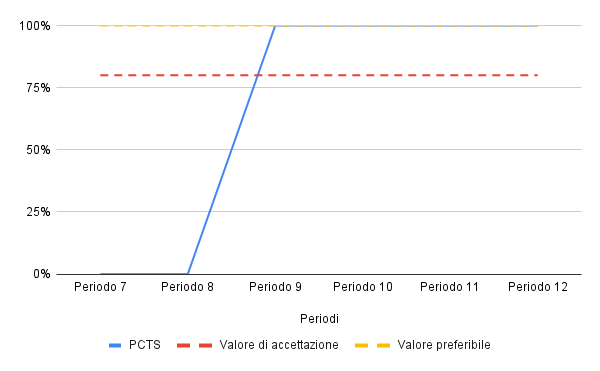 100%
75%
50%
25%
0%
Periodo 7 Periodo 8 Periodo 9 Periodo 10 Periodo 11 Periodo 12
Periodi
PCTS Valore di accettazione Valore preferibile